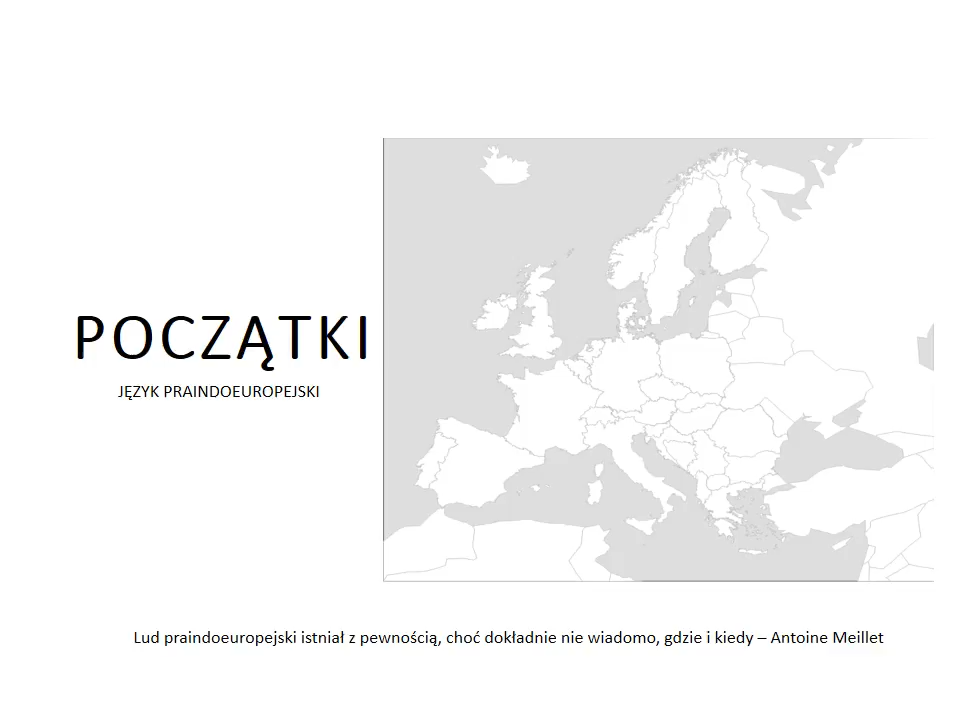 POCZĄTKI
JĘZYK PRAINDOEUROPEJSKI
Lud praindoeuropejski istniał z pewnością, choć dokładnie nie wiadomo, gdzie i kiedy – Antoine Meillet